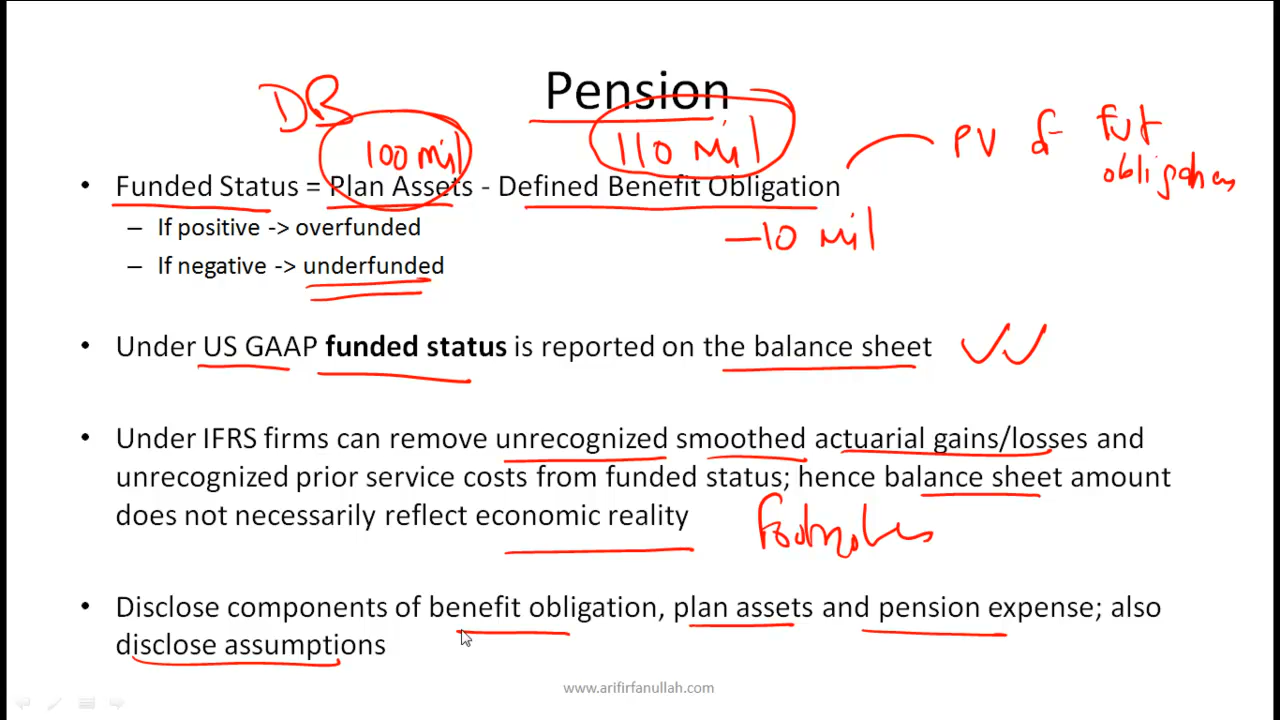 Pension
DB
100 mil
110 mil
PV of fut
obligations
• Funded Status = Plan Assets - Defined Benefit Obligation
– If positive -> overfunded
–10 mil
– If negative -> underfunded
• Under US GAAP funded status is reported on the balance sheet
• Under IFRS firms can remove unrecognized smoothed actuarial gains/losses and
unrecognized prior service costs from funded status; hence balance sheet amount
does not necessarily reflect economic reality
Footnotes
• Disclose components of benefit obligation, plan assets and pension expense; also
disclose assumptions
www.arifirfanullah.com